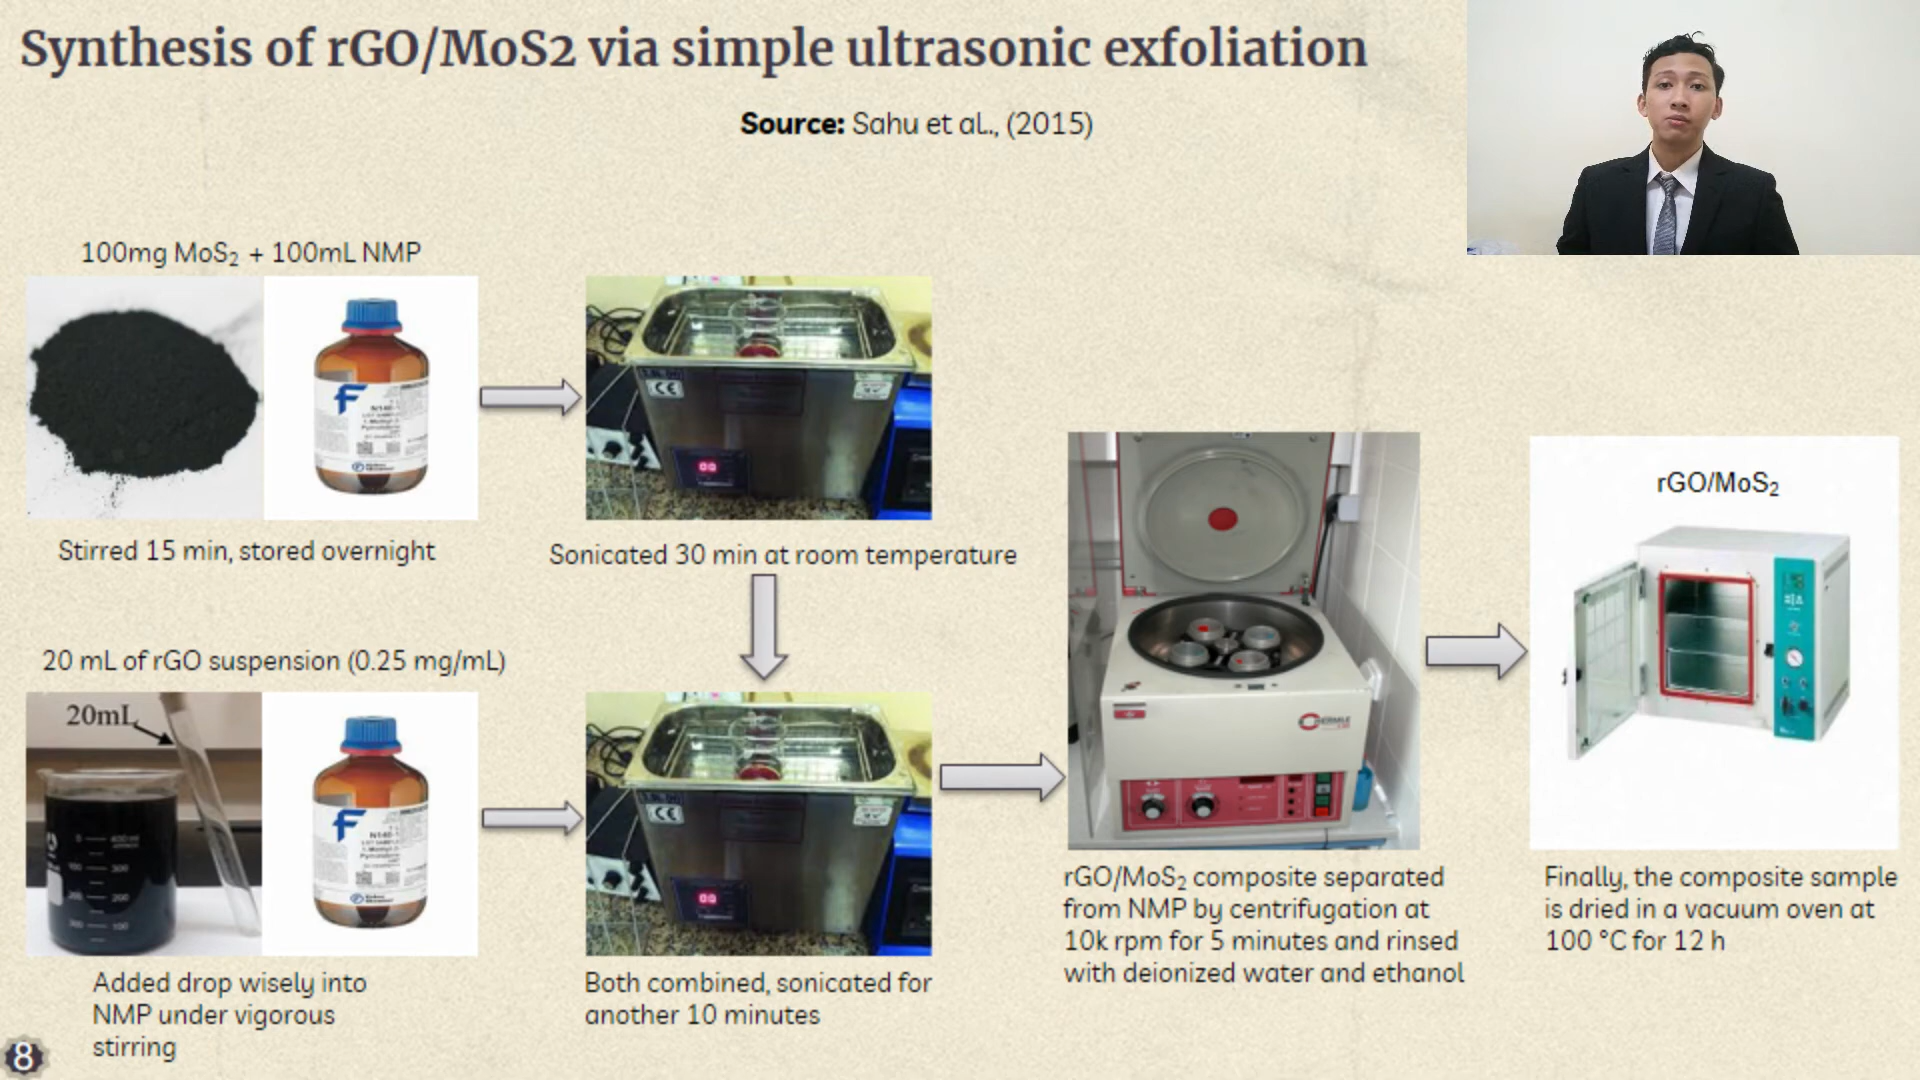 Synthesis of rGO/MoS2 via simple ultrasonic exfoliation
Source: Sahu et al., (2015)
100mg MoS₂ + 100mL NMP
Stirred 15 min, stored overnight
Sonicated 30 min at room temperature
20 mL of rGO suspension (0.25 mg/mL)
20mL
Added drop wisely into
NMP under vigorous
stirring
Both combined, sonicated for
another 10 minutes
rGO/MoS₂ composite separated
from NMP by centrifugation at
10k rpm for 5 minutes and rinsed
with deionized water and ethanol
rGO/MoS₂
Finally, the composite sample
is dried in a vacuum oven at
100 °C for 12 h
8